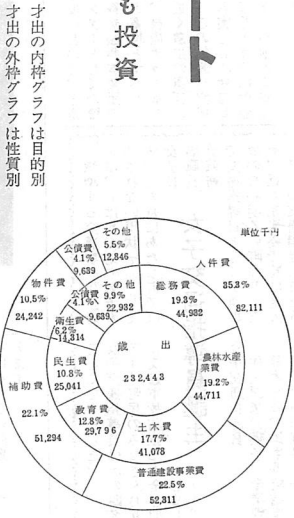 ート
も投資
才出の内枠グラフは目的別
才出の外枠グラフは性質別
単位千円
人件費
35.3%
82,111
普通建設事業費
22.5%
52,311
補助費
22.1%
51,294
物件費
10.5%
24,242
公債費
4.1%
9,639
その他
5.5%
12,846
総務費
19.3%
44,982
農林水産
業費
19.2%
44,711
土木費
17.7%
41,078
教育費
12.8%
29,796
民生費
10.8%
25,041
衛生費
6.2%
14,314
公債費
4.1%
9,639
その他
9.9%
22,932
歳出
232,443